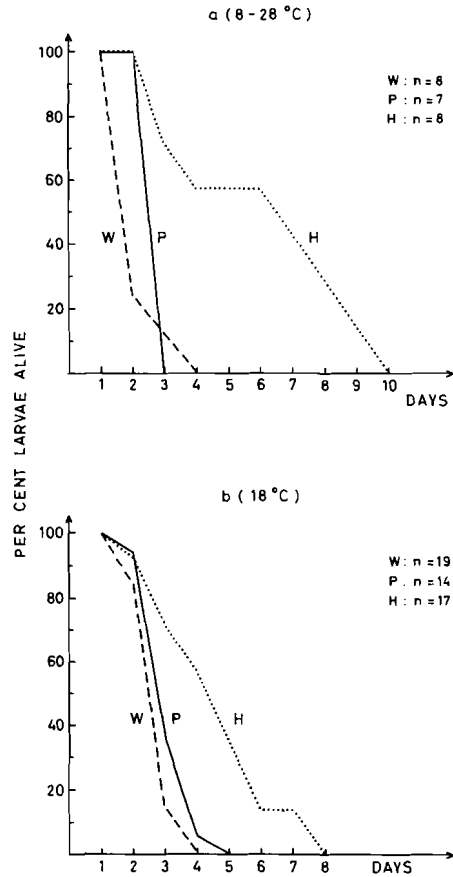 a (8-28 °C)
W : n=8
P : n=7
H : n=8
100
80
60
40
20
W
P
H
1 2 3 4 5 6 7 8 9 10
DAYS
PER CENT LARVAE ALIVE
b (18 °C)
W : n=19
P : n=14
H : n=17
100
80
60
40
20
W
P
H
1 2 3 4 5 6 7 8 DAYS